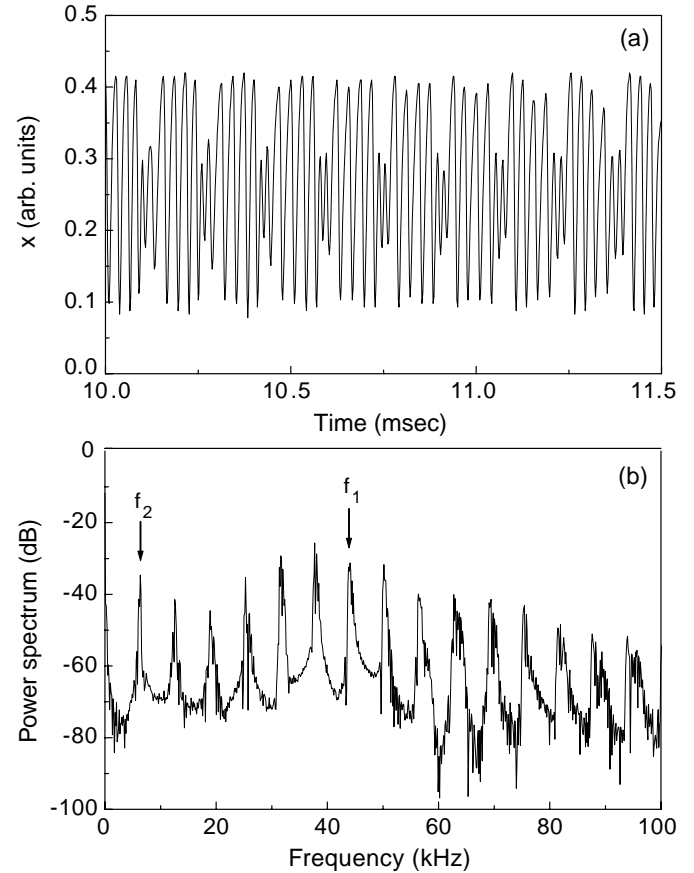 0.5
(a)
0.4
0.3
0.2
0.1
0.0
x (arb. units)
10.0 10.5 11.0 11.5
Time (msec)
0
(b)
f2
f1
-20
-40
-60
-80
-100
Power spectrum (dB)
0 20 40 60 80 100
Frequency (kHz)